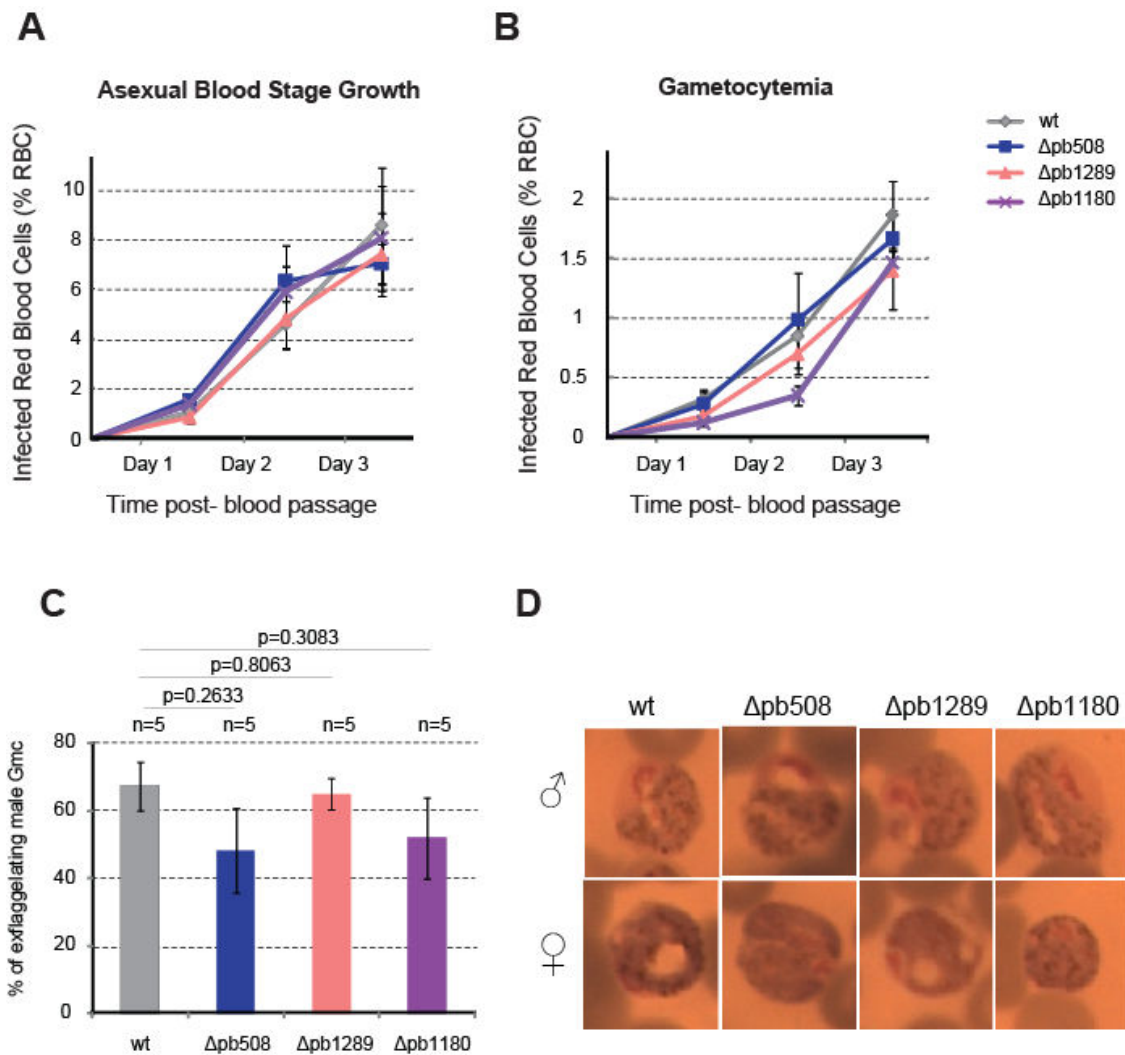 A
Asexual Blood Stage Growth
Infected Red Blood Cells (% RBC)
10
8
6
4
2
0
Day 1 Day 2 Day 3
Time post- blood passage
B
Gametocytemia
Infected Red Blood Cells (% RBC)
2
1.5
1
0.5
0
Day 1 Day 2 Day 3
Time post- blood passage
wt
Δpb508
Δpb1289
Δpb1180
C
p=0.3083
p=0.8063
p=0.2633
n=5 n=5 n=5 n=5
% of exflaggelating male Gmc
80
60
40
20
0
wt Δpb508 Δpb1289 Δpb1180
D
wt Δpb508 Δpb1289 Δpb1180
♂
♀